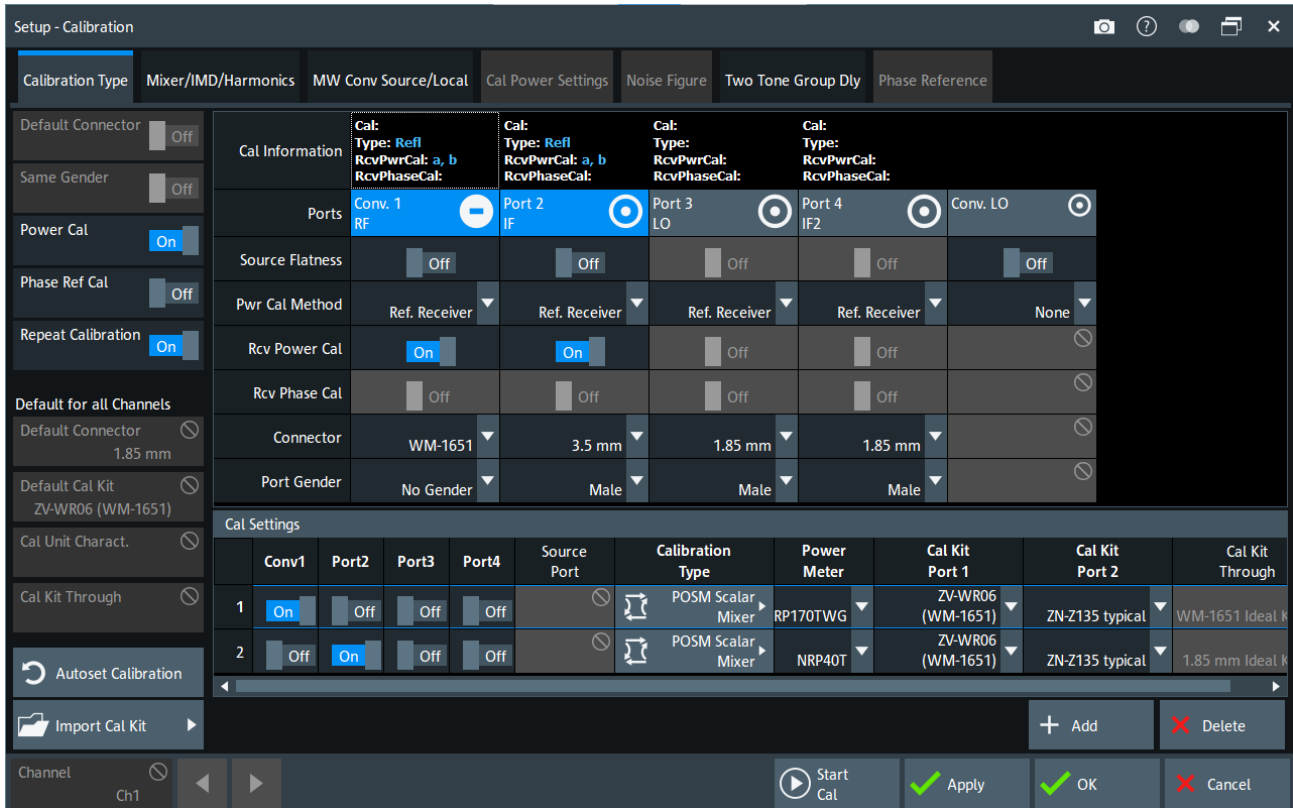 Setup - Calibration
Calibration Type Mixer/IMD/Harmonics MW Conv Source/Local Cal Power Settings Noise Figure Two Tone Group Dly Phase Reference
Default Connector
Off
Same Gender
Off
Power Cal
On
Phase Ref Cal
Off
Repeat Calibration
On
Default for all Channels
Default Connector
1.85 mm
Default Cal Kit
ZV-WR06 (WM-1651)
Cal Unit Charact.
Cal Kit Through
Autoset Calibration
Import Cal Kit
Cal Information
Cal: Cal: Cal: Cal:
Type: Refl Type: Refl Type: Type:
RcvPwrCal: a, b RcvPwrCal: a, b RcvPwrCal: RcvPwrCal:
RcvPhaseCal: RcvPhaseCal: RcvPhaseCal: RcvPhaseCal:
Ports
Conv. 1 Port 2 Port 3 Port 4 Conv. LO
RF IF LO IF2
Source Flatness Off Off Off Off Off
Pwr Cal Method Ref. Receiver Ref. Receiver Ref. Receiver Ref. Receiver None
Rcv Power Cal On On Off Off
Rcv Phase Cal Off Off Off Off
Connector WM-1651 3.5 mm 1.85 mm 1.85 mm
Port Gender No Gender Male Male Male
Cal Settings
Conv1 Port2 Port3 Port4 Source Calibration Power Cal Kit Cal Kit Cal Kit
Port Type Meter Port 1 Port 2 Through
1 On Off Off Off POSM Scalar RP170TWG ZV-WR06 ZN-Z135 typical WM-1651 Ideal K
Mixer (WM-1651)
2 Off On Off Off POSM Scalar NRP40T ZV-WR06 ZN-Z135 typical 1.85 mm Ideal K
Mixer (WM-1651)
Add Delete
Channel
Ch1
Start
Cal
Apply OK Cancel